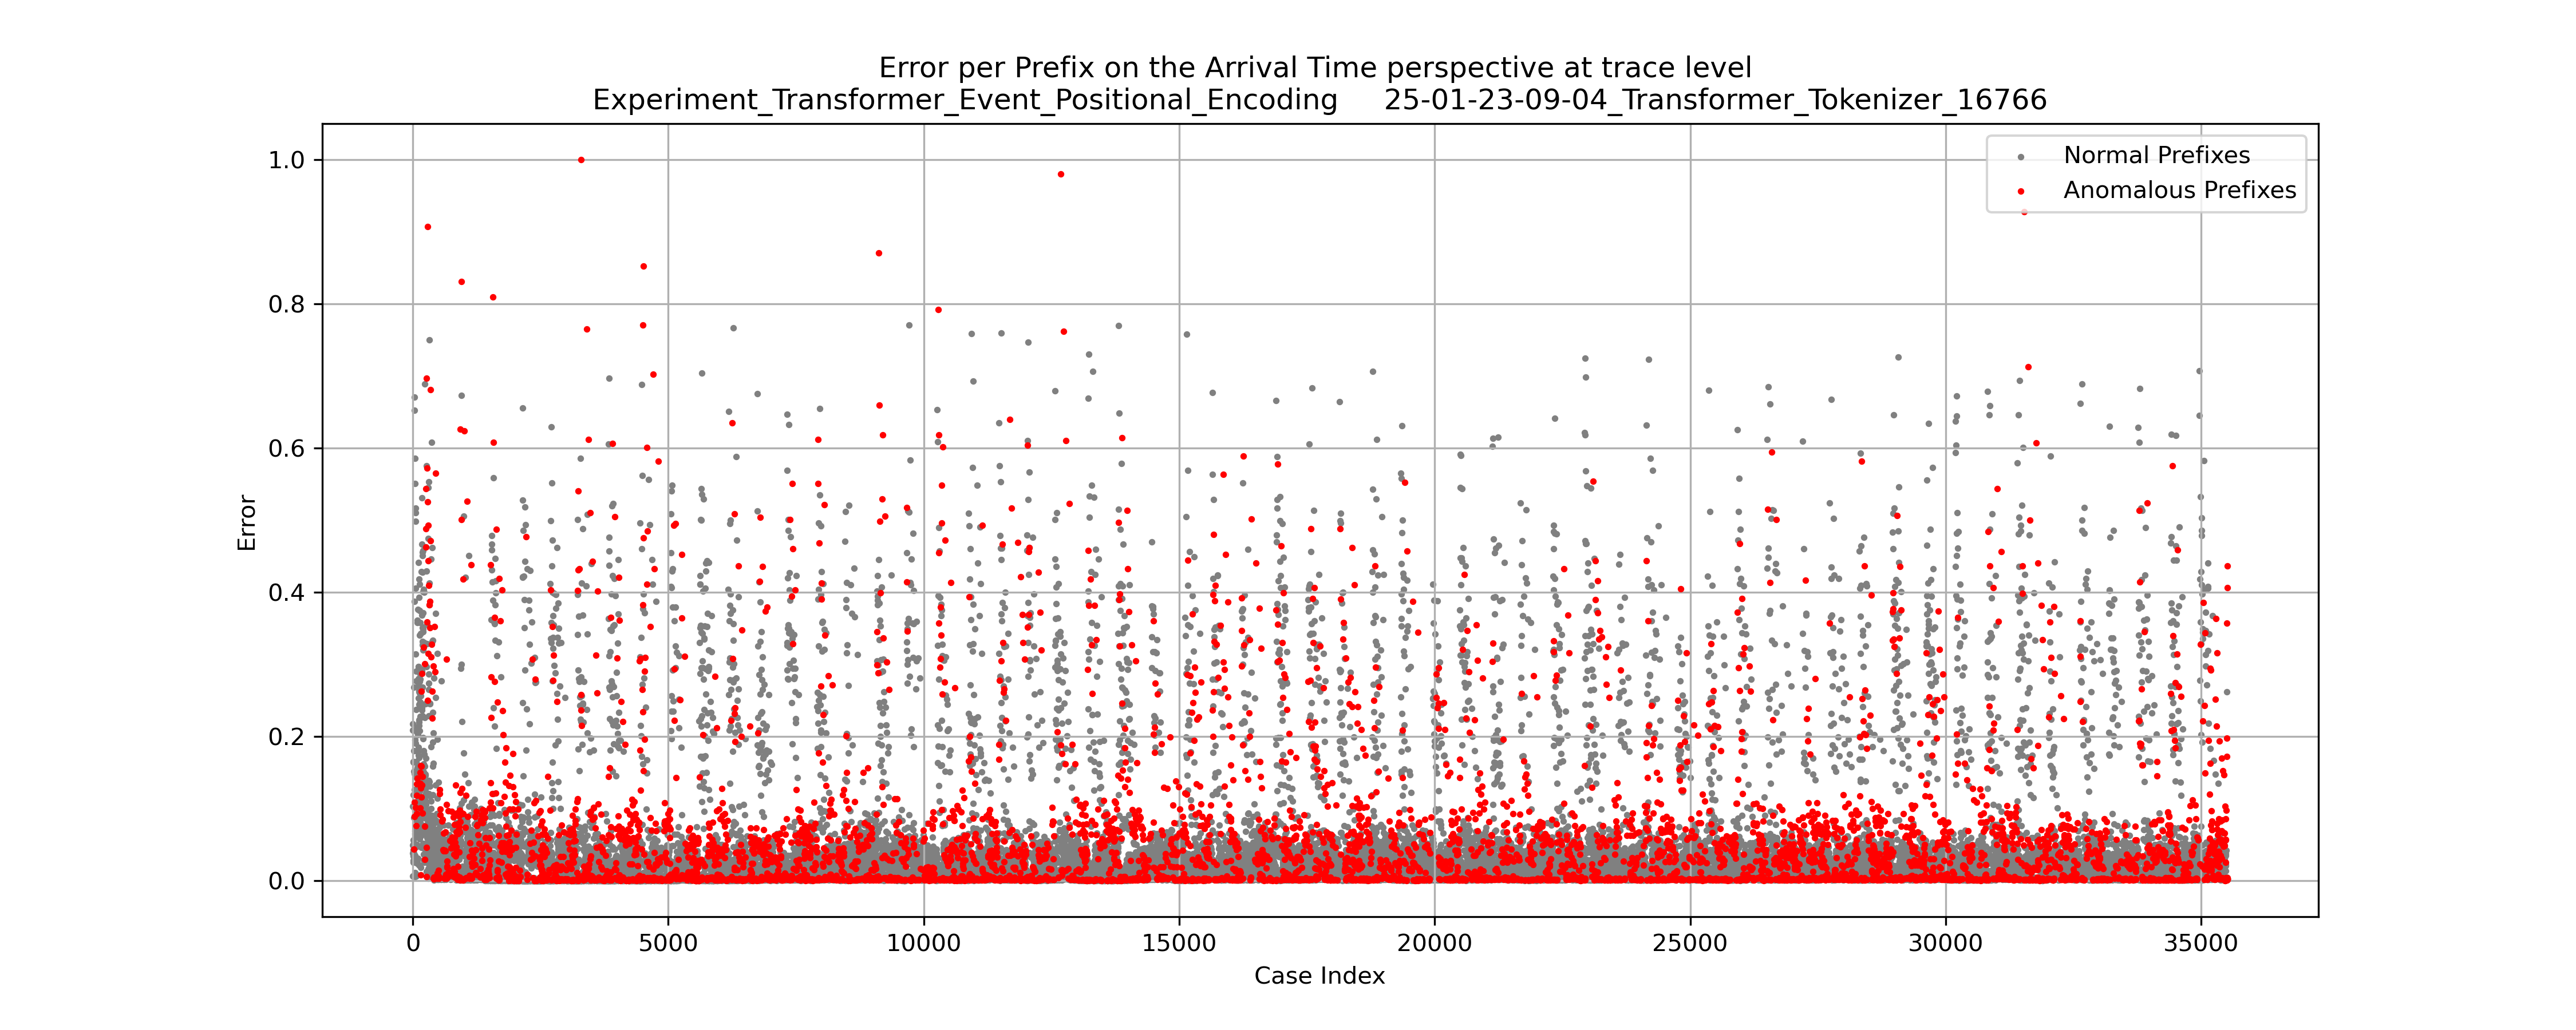 Error per Prefix on the Arrival Time perspective at trace level
Experiment_Transformer_Event_Positional_Encoding 25-01-23-09-04_Transformer_Tokenizer_16766
Normal Prefixes
Anomalous Prefixes
1.0
0.8
0.6
0.4
0.2
0.0
Error
0 5000 10000 15000 20000 25000 30000 35000
Case Index